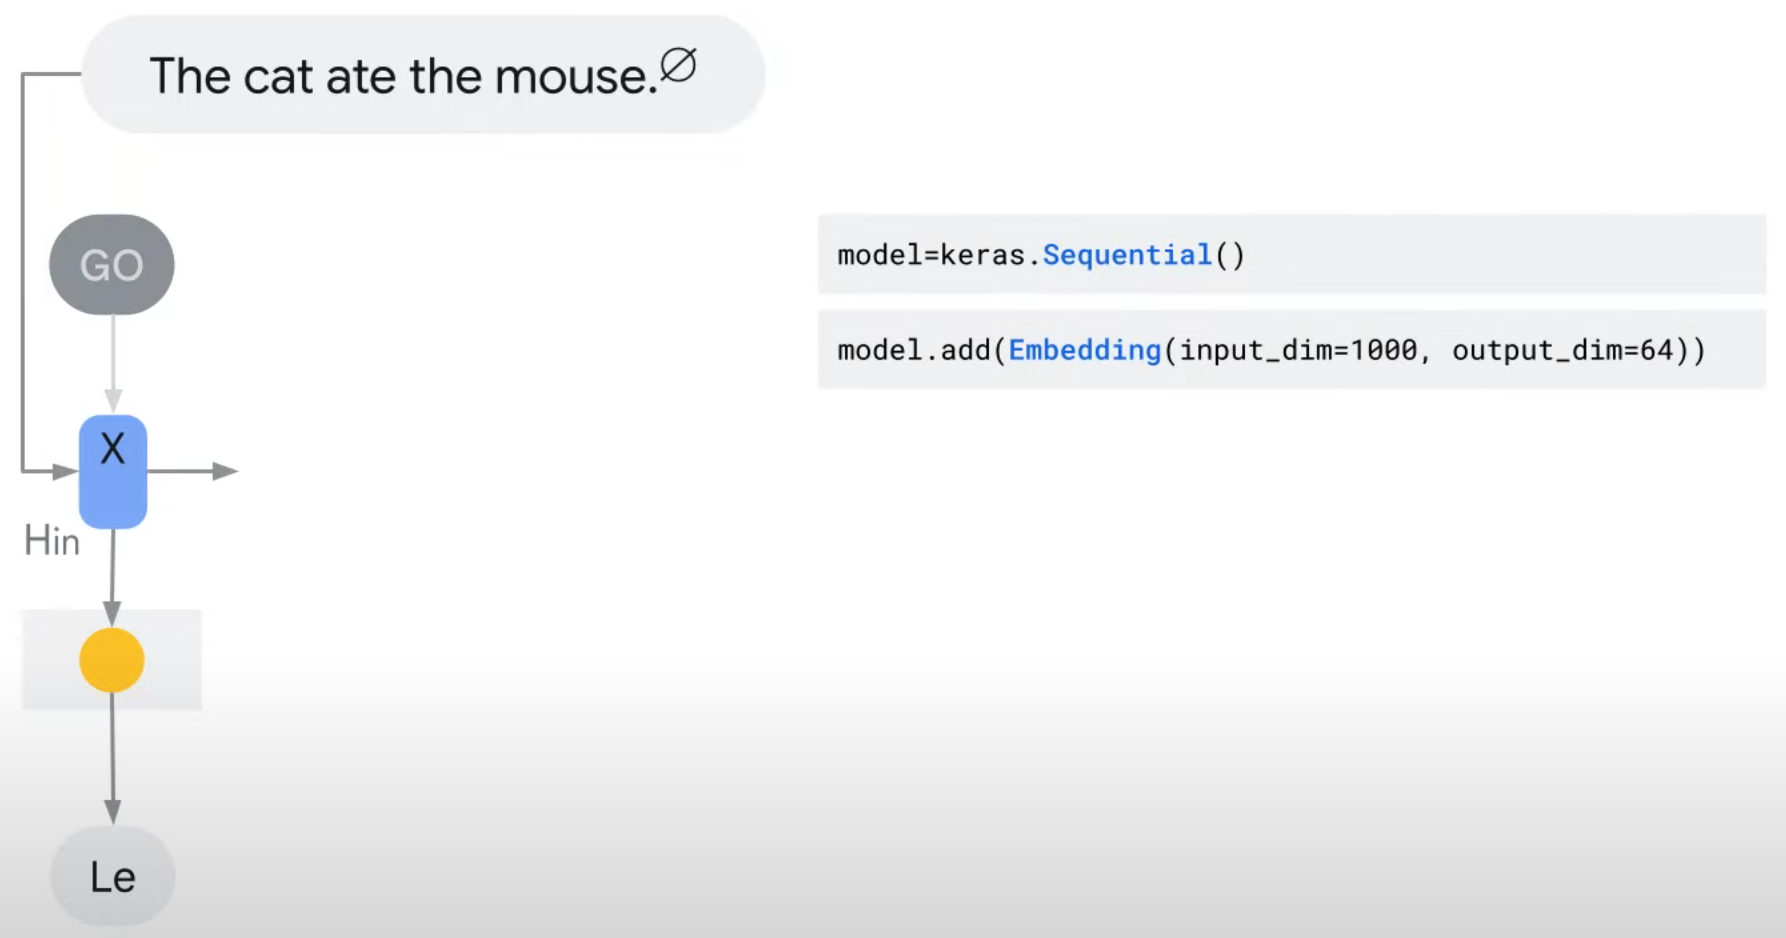 The cat ate the mouse.∅
GO
model=keras.Sequential()
model.add(Embedding(input_dim=1000, output_dim=64))
X
Hin
Le